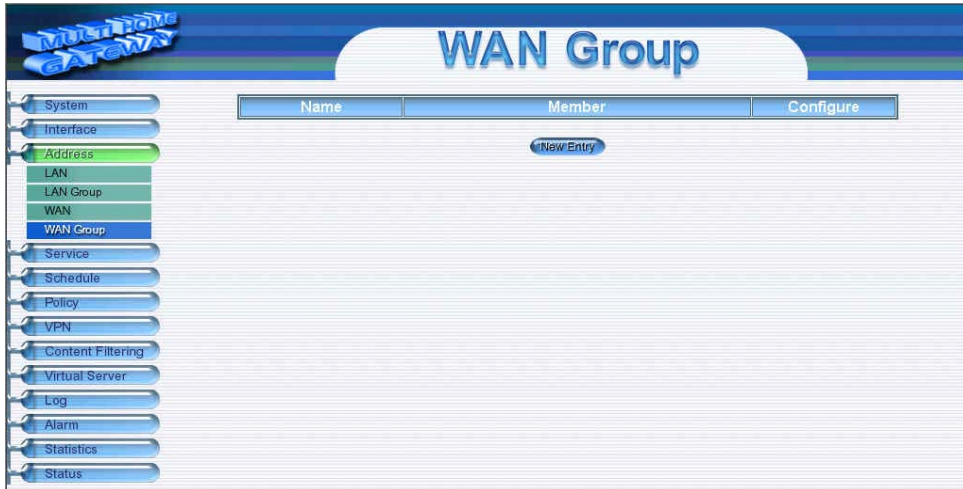 MULTI HOME
GATEWAY
WAN Group
System
Interface
Address
LAN
LAN Group
WAN
WAN Group
Service
Schedule
Policy
VPN
Content Filtering
Virtual Server
Log
Alarm
Statistics
Status
Name Member Configure
New Entry